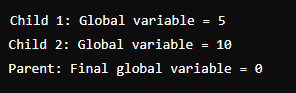 Child 1: Global variable = 5
Child 2: Global variable = 10
Parent: Final global variable = 0